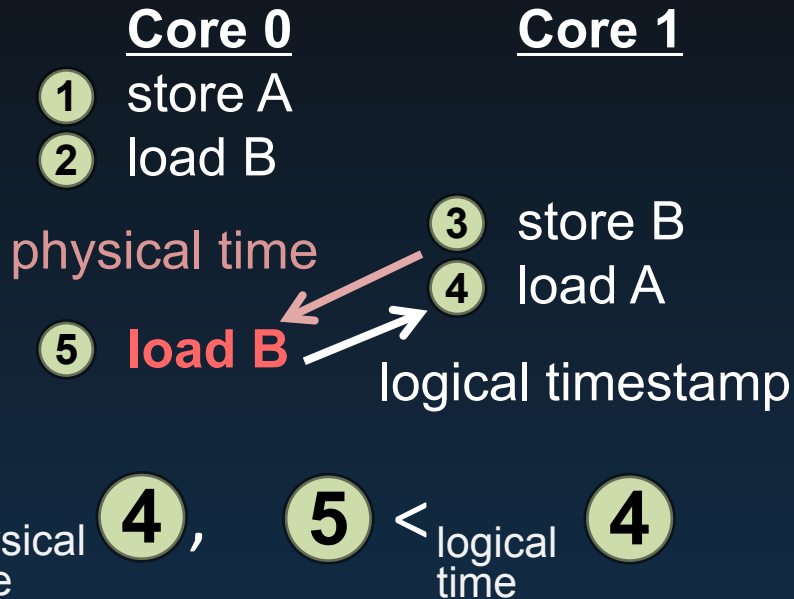 Core 0 Core 1
1 store A
2 load B
3 store B
physical time
4 load A
5 load B
logical timestamp
4, 5 < logical time 4